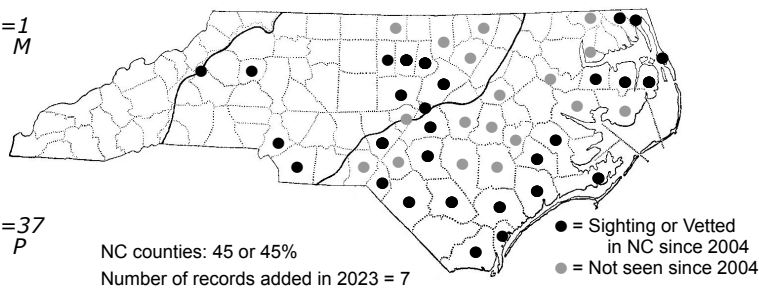 =1
M
=37
P
NC counties: 45 or 45%
Number of records added in 2023 = 7
= Sighting or Vetted
in NC since 2004
= Not seen since 2004